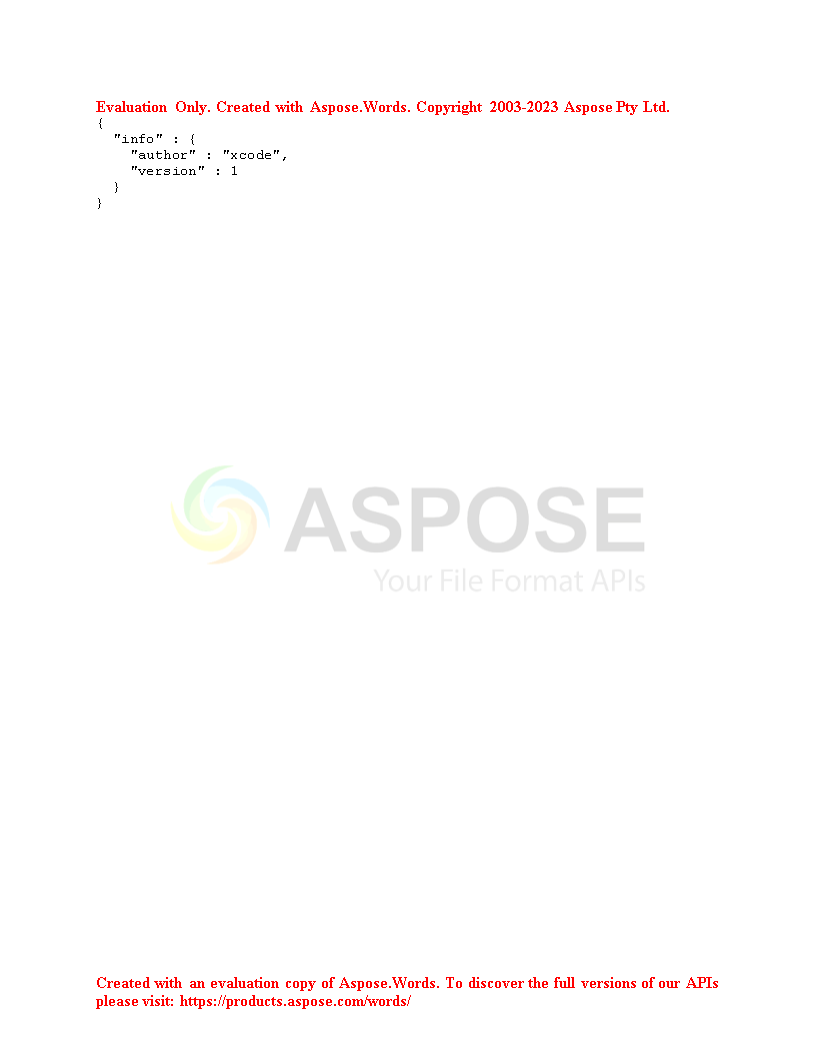 Evaluation Only. Created with Aspose.Words. Copyright 2003-2023 Aspose Pty Ltd.
{
  "info" : {
    "author" : "xcode",
    "version" : 1
  }
}
ASPOSE
Your File Format APIs
Created with an evaluation copy of Aspose.Words. To discover the full versions of our APIs
please visit: https://products.aspose.com/words/